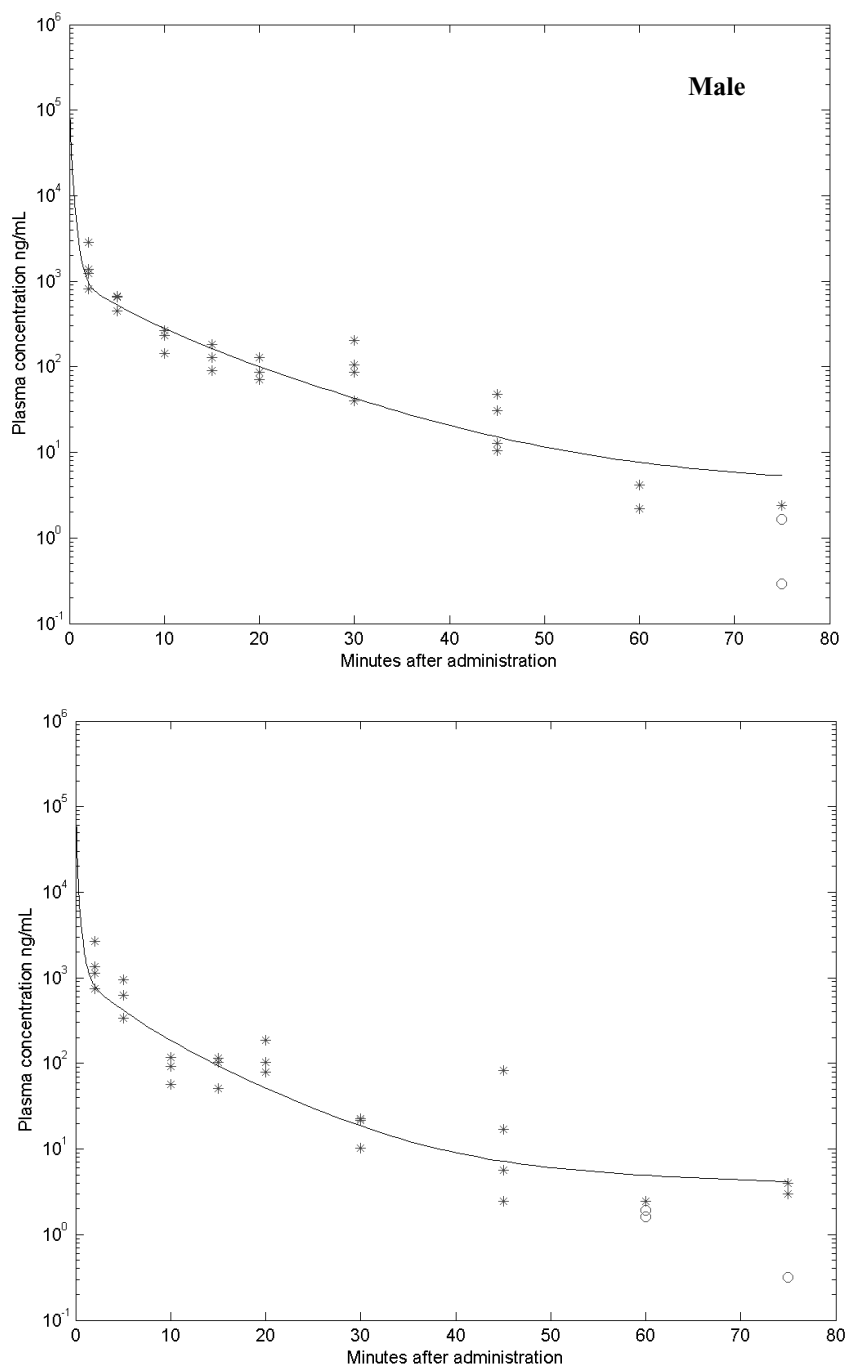 10^6
10^5
10^4
10^3
10^2
10^1
10^0
10^-1
Plasma concentration ng/mL
Male
0 10 20 30 40 50 60 70 80
Minutes after administration
10^6
10^5
10^4
10^3
10^2
10^1
10^0
10^-1
Plasma concentration ng/mL
0 10 20 30 40 50 60 70 80
Minutes after administration